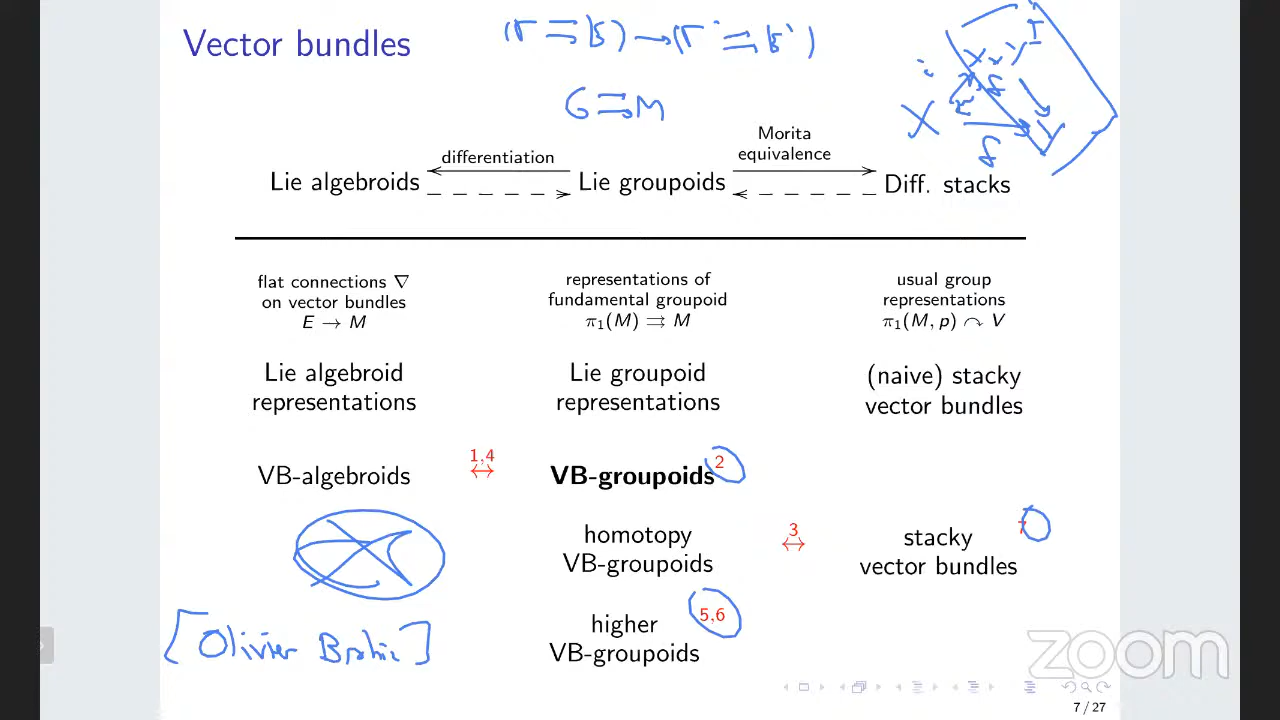 Vector bundles
G ⇉ M
X × Y
X
Y
f
differentiation
Morita
equivalence
Lie algebroids
Lie groupoids
Diff. stacks
flat connections ∇
on vector bundles
E → M
representations of
fundamental groupoid
π₁(M) ⇉ M
usual group
representations
π₁(M, p) ↷ V
Lie algebroid
representations
Lie groupoid
representations
(naive) stacky
vector bundles
VB-algebroids
1,4
↔
VB-groupoids 2
homotopy
VB-groupoids
3
↔
stacky
vector bundles
7
higher
VB-groupoids
5,6
[Olivier
zoom
7 / 27